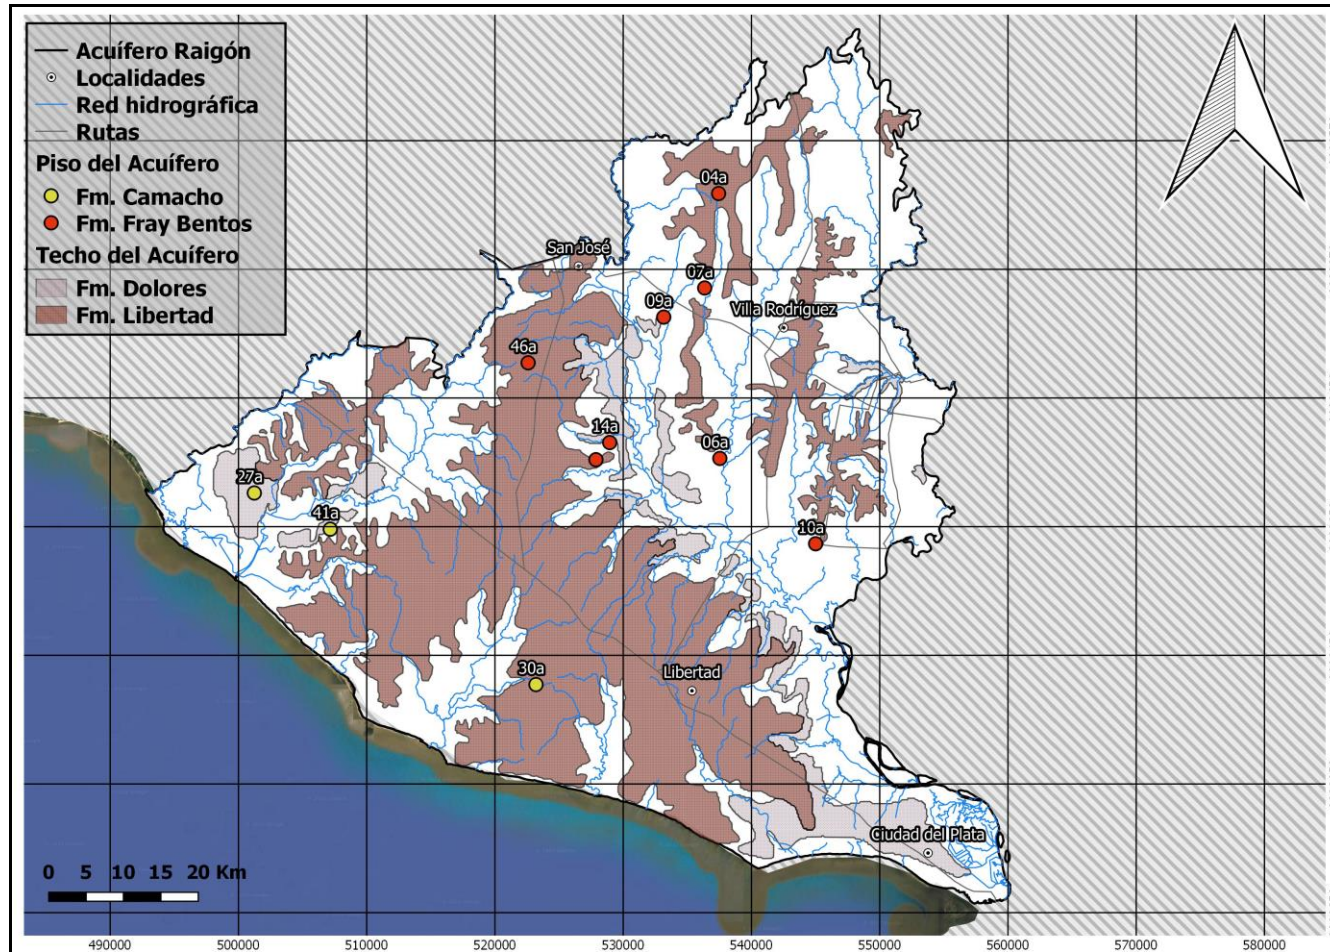 Acuífero Raigón
Localidades
Red hidrográfica
Rutas
Piso del Acuífero
Fm. Camacho
Fm. Fray Bentos
Techo del Acuífero
Fm. Dolores
Fm. Libertad
04a
San José
07a
09a
Villa Rodríguez
46a
14a
06a
27a
41a
10a
30a
Libertad
Ciudad del Plata
0 5 10 15 20 Km
490000 500000 510000 520000 530000 540000 550000 560000 570000 580000